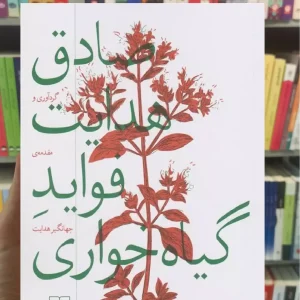 صادق
گردآوری و
هدایت
مقدمه‌ی
فوایدِ
جهانگیر هدایت
گیاه‌خواری